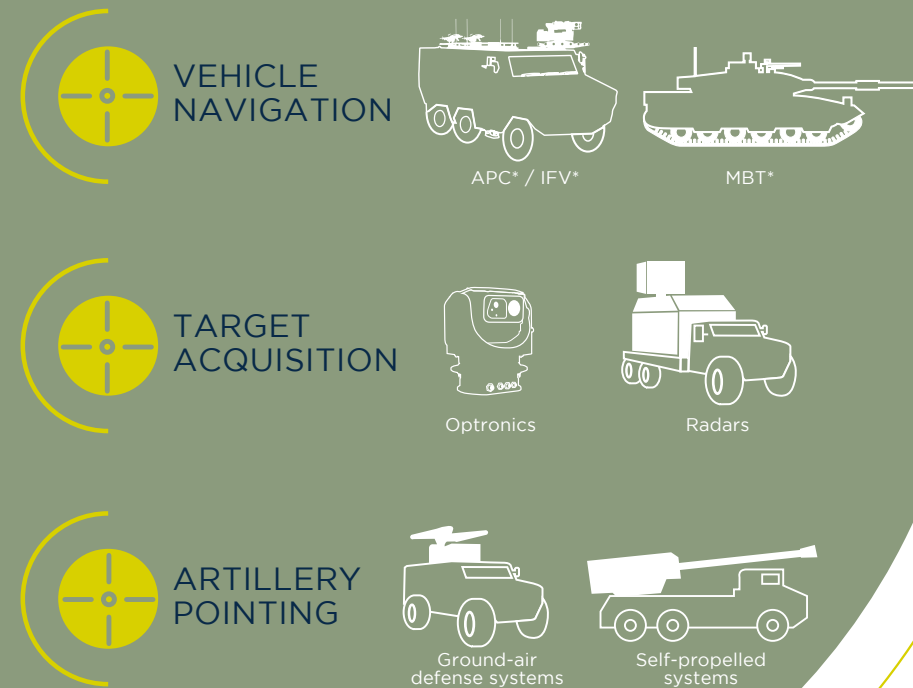 VEHICLE
NAVIGATION
APC* / IFV*
MBT*
TARGET
ACQUISITION
Optronics
Radars
ARTILLERY
POINTING
Ground-air
defense systems
Self-propelled
systems